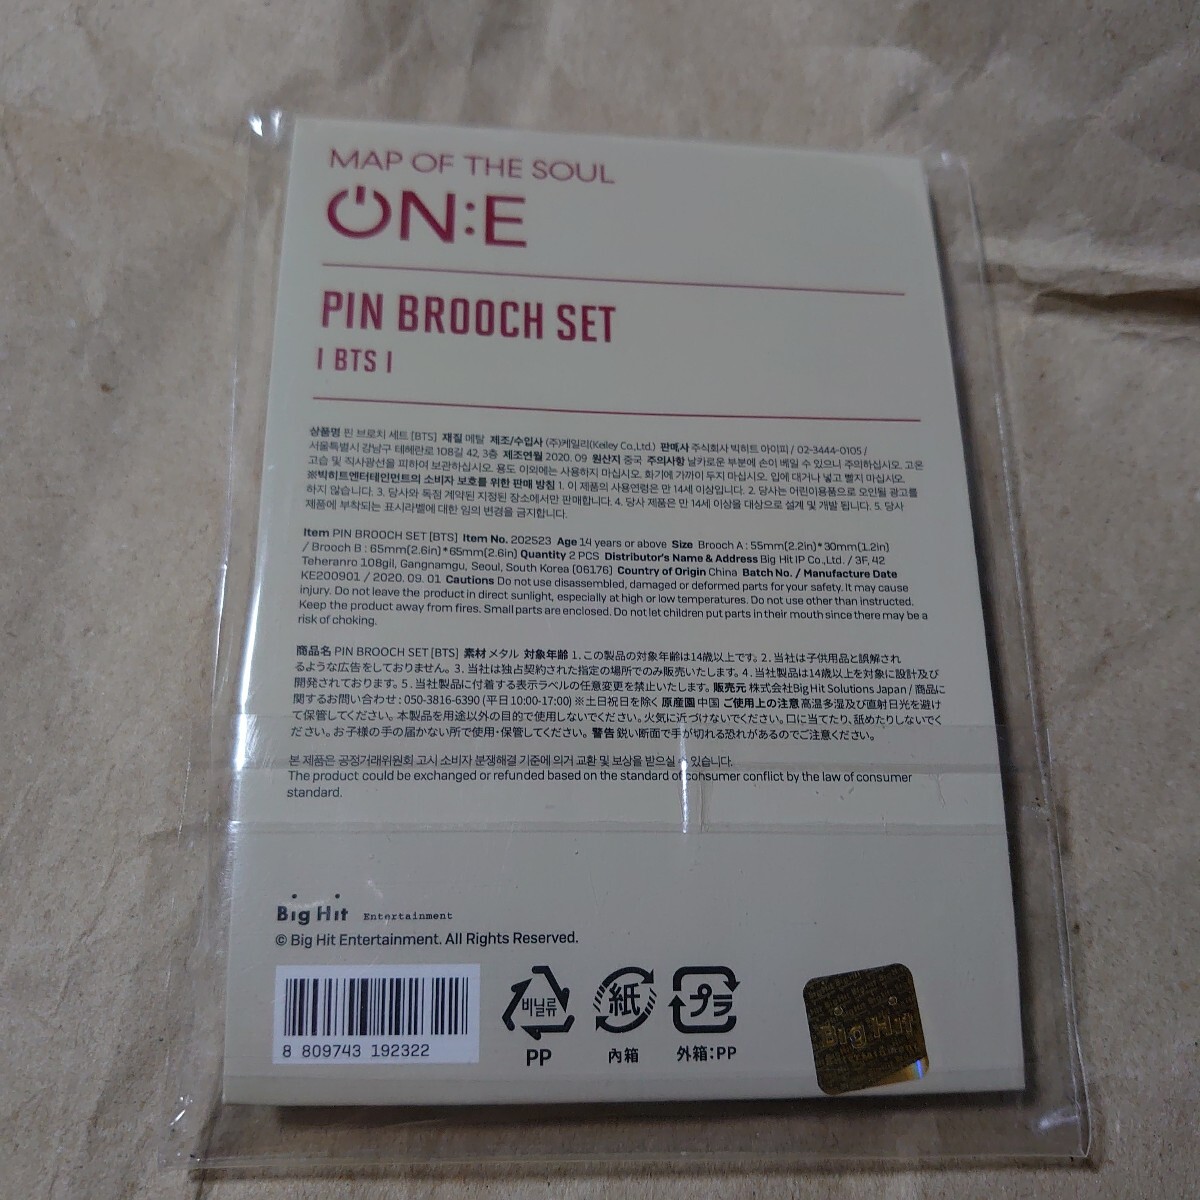 MAP OF THE SOUL
ON:E
PIN BROOCH SET
| BTS |
상품명 핀 브로치 세트 [BTS] 재질 메탈 제조/수입사 (주)케일리(Keiley Co.,Ltd.) 판매사 주식회사 빅히트 아이피 / 02-3444-0105 /
서울특별시 강남구 테헤란로 108길 42, 3층 제조연월 2020. 09 원산지 중국 주의사항 날카로운 부분에 손이 베일 수 있으니 주의하십시오. 고온
고습 및 직사광선을 피하여 보관하십시오. 용도 이외에는 사용하지 마십시오. 화기에 가까이 두지 마십시오. 입에 대거나 넣고 빨지 마십시오.
※빅히트엔터테인먼트의 소비자 보호를 위한 판매 방침 1. 이 제품의 사용연령은 만 14세 이상입니다. 2. 당사는 어린이용품으로 오인될 광고를
하지 않습니다. 3. 당사와 독점 계약된 지정된 장소에서만 판매합니다. 4. 당사 제품은 만 14세 이상을 대상으로 설계 및 개발 됩니다. 5. 당사
제품에 부착되는 표시라벨에 대한 임의 변경을 금지합니다.
Item PIN BROOCH SET [BTS] Item No. 202523 Age 14 years or above Size Brooch A : 55mm(2.2in)*30mm(1.2in)
/ Brooch B : 65mm(2.6in)*65mm(2.6in) Quantity 2 PCS Distributor's Name & Address Big Hit IP Co., Ltd. / 3F, 42
Teheranro 108gil, Gangnamgu, Seoul, South Korea (06176) Country of Origin China Batch No. / Manufacture Date
KE200901 / 2020. 09. 01 Cautions Do not use disassembled, damaged or deformed parts for your safety. It may cause
injury. Do not leave the product in direct sunlight, especially at high or low temperatures. Do not use other than instructed.
Keep the product away from fires. Small parts are enclosed. Do not let children put parts in their mouth since there may be a
risk of choking.
商品名 PIN BROOCH SET [BTS] 素材 メタル 対象年齢 1. この製品の対象年齢は14歳以上です。2. 当社は子供用品と誤解され
るような広告をしておりません。3. 当社は独占契約された指定の場所でのみ販売いたします。4. 当社製品は14歳以上を対象に設計及び
開発されております。5. 当社製品に付着する表示ラベルの任意変更を禁止いたします。販売元 株式会社Big Hit Solutions Japan / 商品に
関するお問い合わせ : 050-3816-6390 (平日 10:00-17:00) ※土日祝日を除く 原産国 中国 ご使用上の注意 高温多湿及び直射日光を避け
て保管してください。本製品を用途以外の目的で使用しないでください。火気に近づけないでください。口に当てたり、舐めたりしないでく
ださい。お子様の手の届かない所で使用・保管してください。警告 鋭い断面で手が切れる恐れがあるのでご注意ください。
본 제품은 공정거래위원회 고시 소비자 분쟁해결 기준에 의거 교환 및 보상을 받으실 수 있습니다.
The product could be exchanged or refunded based on the standard of consumer conflict by the law of consumer
standard.
Big Hit Entertainment
© Big Hit Entertainment. All Rights Reserved.
8 809743 192322
비닐류
PP
紙
內箱
プラ
外箱:PP
Big Hit